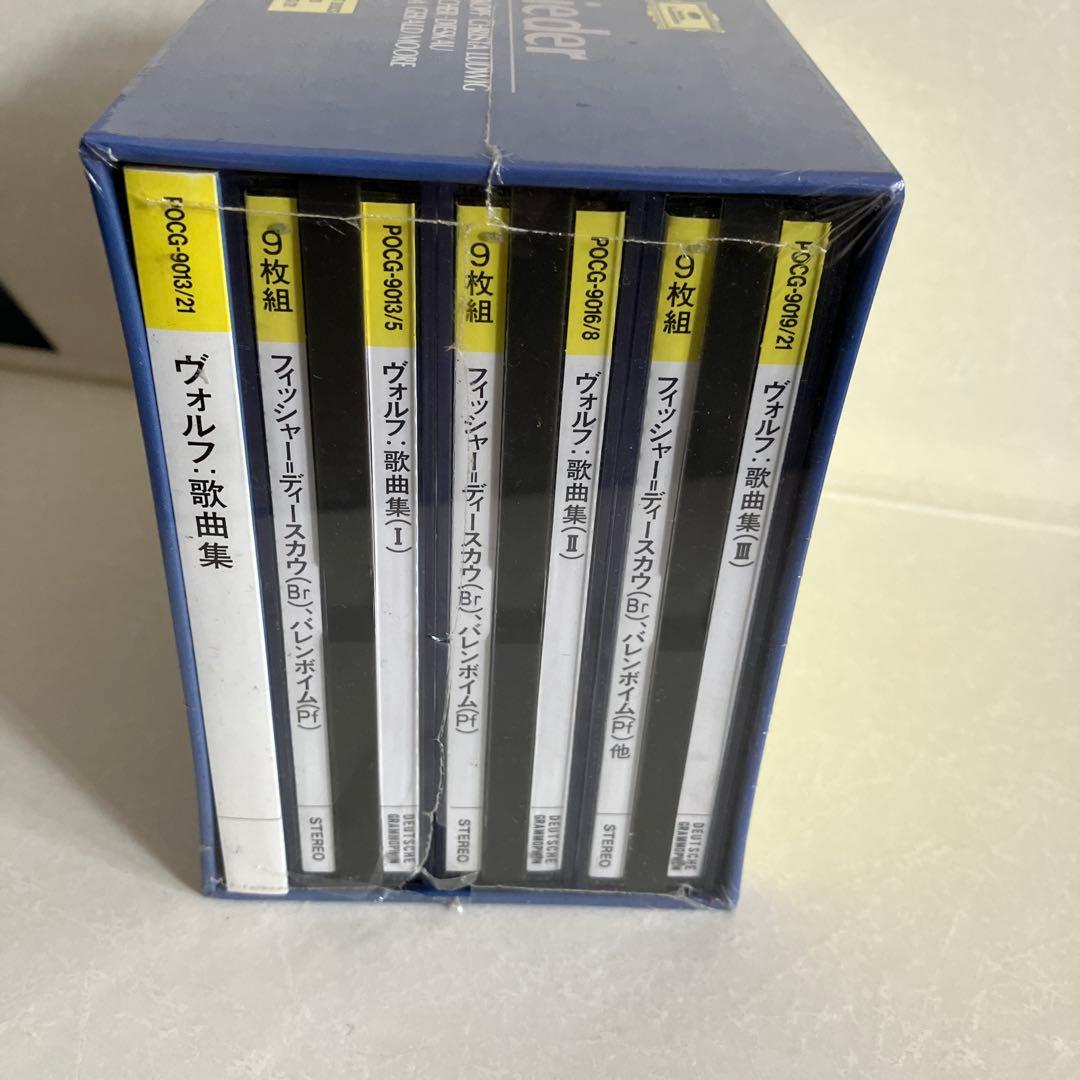 ieder
CHRISTA LUDWIG
GERALD MOORE
POCG-9013/21
ヴォルフ：歌曲集
9枚組
フィッシャー=ディースカウ(Br)、バレンボイム(Pf)
STEREO
POCG-9013/5
ヴォルフ：歌曲集(I)
DEUTSCHE
GRAMMOPHON
9枚組
フィッシャー=ディースカウ(Br)、バレンボイム(Pf)
STEREO
POCG-9016/8
ヴォルフ：歌曲集(II)
DEUTSCHE
GRAMMOPHON
9枚組
フィッシャー=ディースカウ(Br)、バレンボイム(Pf)他
STEREO
POCG-9019/21
ヴォルフ：歌曲集(III)
DEUTSCHE
GRAMMOPHON